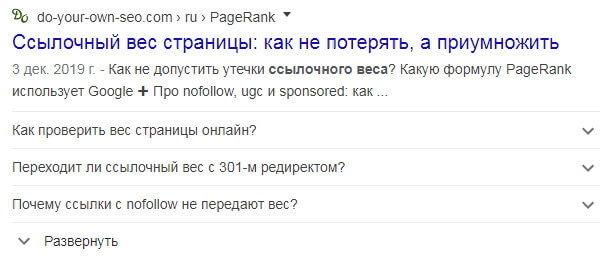 do-your-own-seo.com › ru › PageRank
Ссылочный вес страницы: как не потерять, а приумножить
3 дек. 2019 г. - Как не допустить утечки ссылочного веса? Какую формулу PageRank
использует Google ➕ Про nofollow, ugc и sponsored: как ...
Как проверить вес страницы онлайн?
Переходит ли ссылочный вес с 301-м редиректом?
Почему ссылки с nofollow не передают вес?
Развернуть